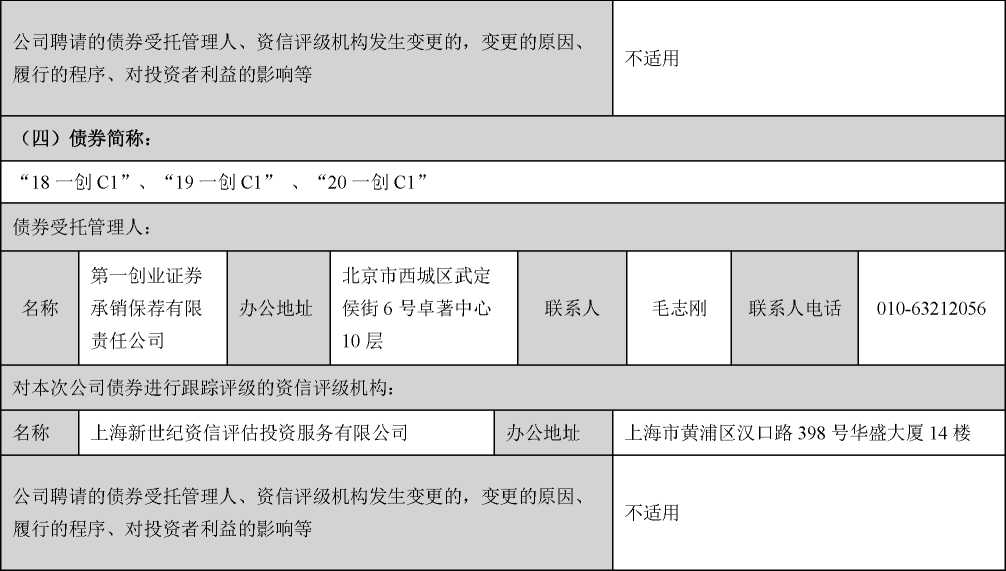 公司聘请的债券受托管理人、资信评级机构发生变更的，变更的原因、
履行的程序、对投资者利益的影响等
不适用
（四）债券简称：
“18 一创 C1”、“19 一创 C1” 、“20 一创 C1”
债券受托管理人：
名称
第一创业证券
承销保荐有限
责任公司
办公地址
北京市西城区武定
侯街 6 号卓著中心
10 层
联系人
毛志刚
联系人电话
010-63212056
对本次公司债券进行跟踪评级的资信评级机构：
名称
上海新世纪资信评估投资服务有限公司
办公地址
上海市黄浦区汉口路 398 号华盛大厦 14 楼
公司聘请的债券受托管理人、资信评级机构发生变更的，变更的原因、
履行的程序、对投资者利益的影响等
不适用